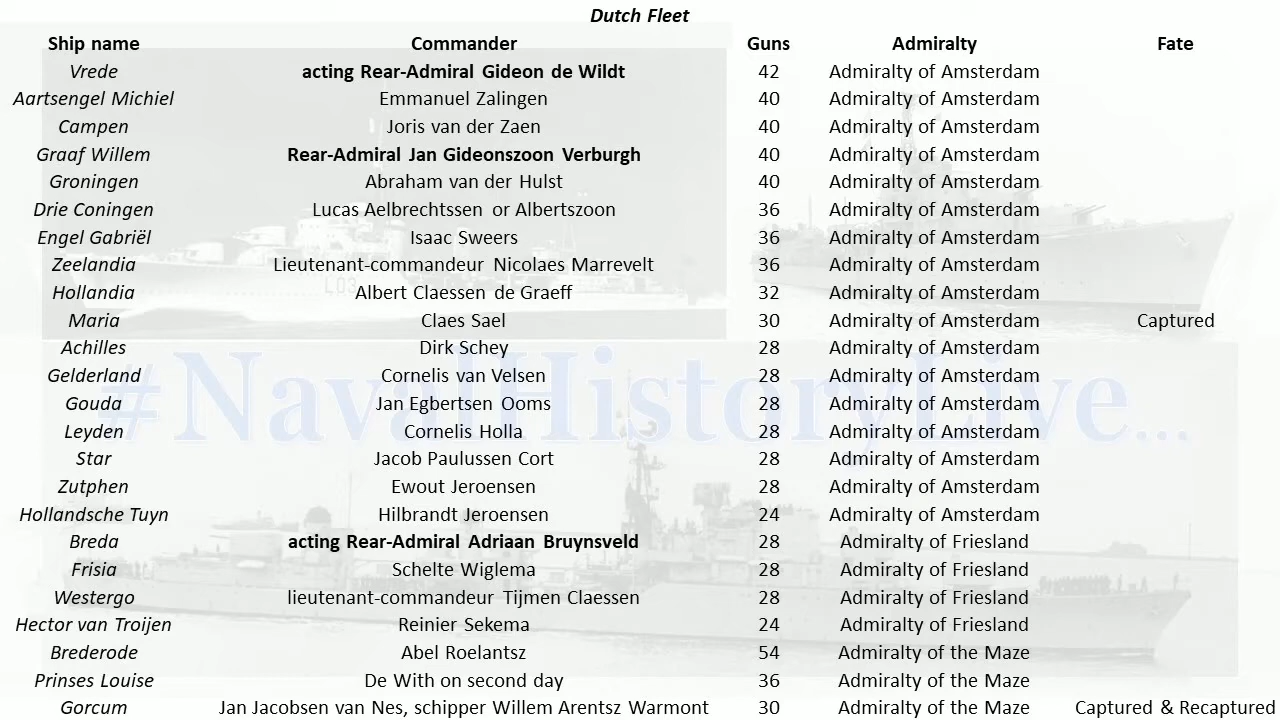 Dutch Fleet
Ship name Commander Guns Admiralty Fate
Vrede acting Rear-Admiral Gideon de Wildt 42 Admiralty of Amsterdam
Aartsengel Michiel Emmanuel Zalingen 40 Admiralty of Amsterdam
Campen Joris van der Zaen 40 Admiralty of Amsterdam
Graaf Willem Rear-Admiral Jan Gideonszoon Verburgh 40 Admiralty of Amsterdam
Groningen Abraham van der Hulst 40 Admiralty of Amsterdam
Drie Coningen Lucas Aelbrechtssen or Albertszoon 36 Admiralty of Amsterdam
Engel Gabriël Isaac Sweers 36 Admiralty of Amsterdam
Zeelandia Lieutenant-commandeur Nicolaes Marrevelt 36 Admiralty of Amsterdam
Hollandia Albert Claessen de Graeff 32 Admiralty of Amsterdam
Maria Claes Sael 30 Admiralty of Amsterdam Captured
Achilles Dirk Schey 28 Admiralty of Amsterdam
Gelderland Cornelis van Velsen 28 Admiralty of Amsterdam
Gouda Jan Egbertsen Ooms 28 Admiralty of Amsterdam
#NavalHistoryLive...
Leyden Cornelis Holla 28 Admiralty of Amsterdam
Star Jacob Paulussen Cort 28 Admiralty of Amsterdam
Zutphen Ewout Jeroensen 28 Admiralty of Amsterdam
Hollandsche Tuyn Hilbrandt Jeroensen 24 Admiralty of Amsterdam
Breda acting Rear-Admiral Adriaan Bruynsveld 28 Admiralty of Friesland
Frisia Schelte Wiglema 28 Admiralty of Friesland
Westergo lieutenant-commandeur Tijmen Claessen 28 Admiralty of Friesland
Hector van Troijen Reinier Sekema 24 Admiralty of Friesland
Brederode Abel Roelantsz 54 Admiralty of the Maze
Prinses Louise De With on second day 36 Admiralty of the Maze
Gorcum Jan Jacobsen van Nes, schipper Willem Arentsz Warmont 30 Admiralty of the Maze Captured & Recaptured